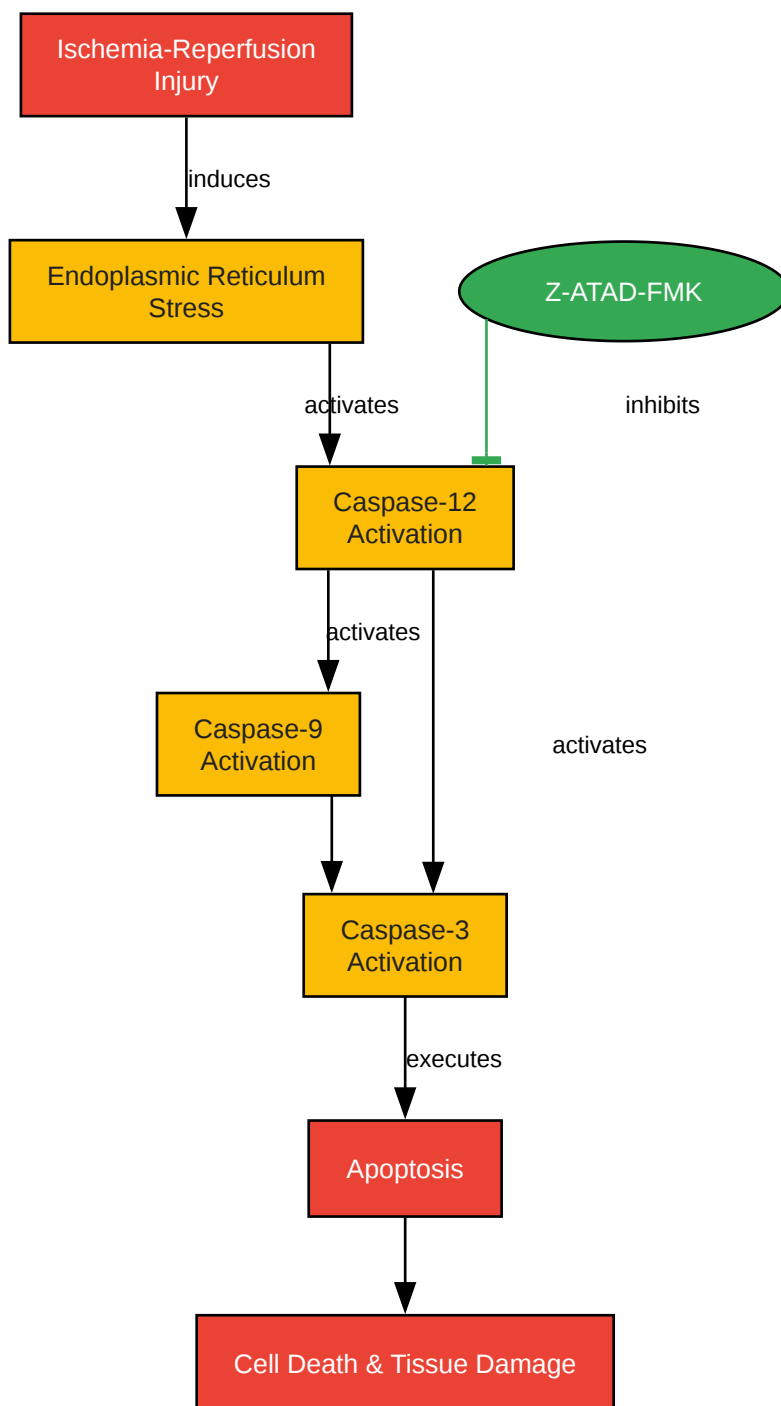 Ischemia-Reperfusion
Injury
induces
Endoplasmic Reticulum
Stress
Z-ATAD-FMK
activates
inhibits
Caspase-12
Activation
activates
Caspase-9
Activation
activates
Caspase-3
Activation
executes
Apoptosis
Cell Death & Tissue Damage